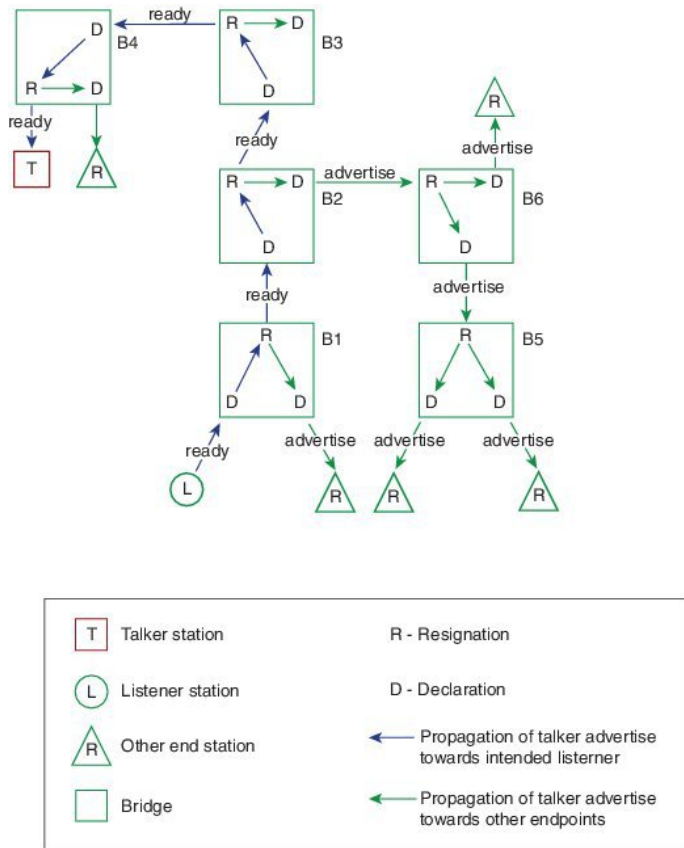 ready
D
B4
R
D
R
D
B3
R
D
D
ready
T
R
ready
R
advertise
R
D
B2
D
advertise
R
D
B6
D
ready
advertise
R
B1
D
D
R
B5
D
D
ready
advertise
advertise
advertise
L
R
R
R
T
Talker station
R - Resignation
L
Listener station
D - Declaration
R
Other end station
Propagation of talker advertise
towards intended listerner
Bridge
Propagation of talker advertise
towards other endpoints